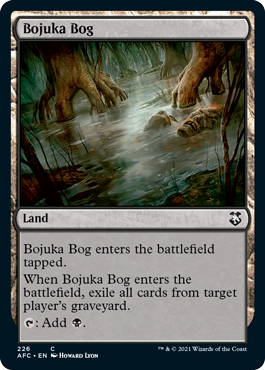 Bojuka Bog
Land
Bojuka Bog enters the battlefield
tapped.
When Bojuka Bog enters the
battlefield, exile all cards from target
player's graveyard.
: Add .
226 C
AFC • EN Howard Lyon
™ & © 2021 Wizards of the Coast